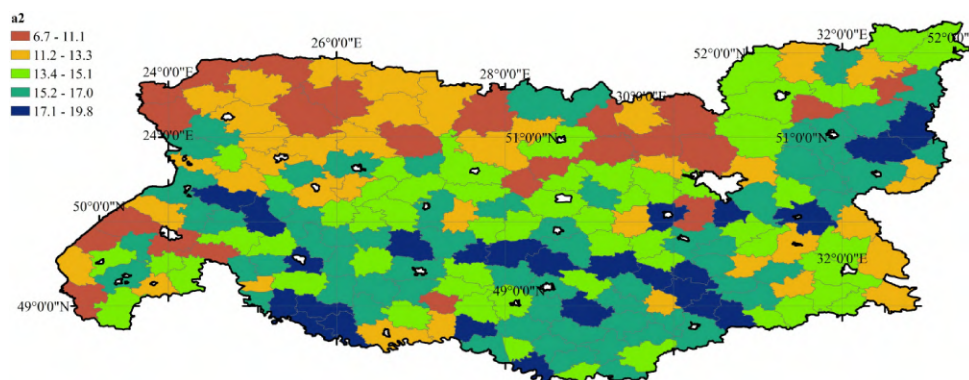 a2
6.7 - 11.1
11.2 - 13.3
13.4 - 15.1
15.2 - 17.0
17.1 - 19.8
26°0'0"E
24°0'0"E
28°0'0"E
30°0'0"E
32°0'0"E
52°0'0"N
52°0'0"
24°0'0"E
51°0'0"N
51°0'0"N
50°0'0"N
32°0'0"E
49°0'0"N
49°0'0"N